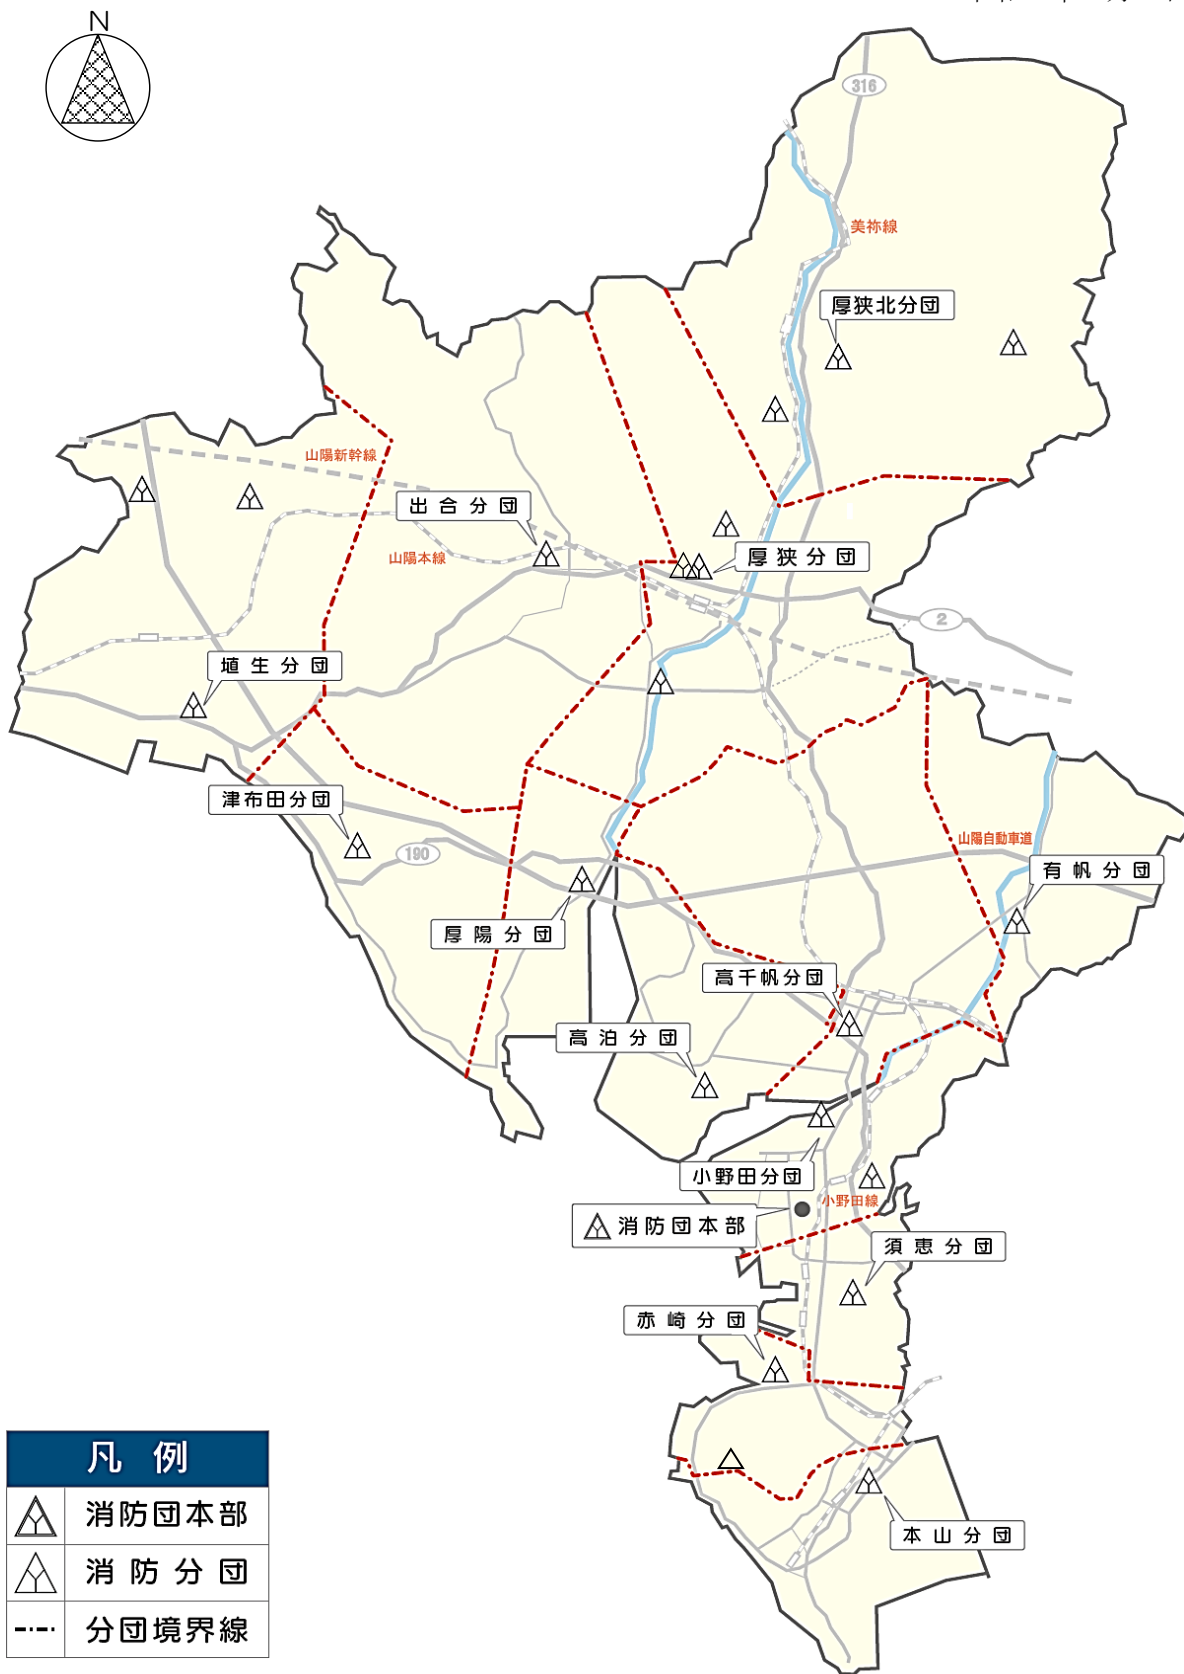 N
316
美祢線
厚狭北分団
山陽新幹線
出合分団
山陽本線
厚狭分団
2
埴生分団
津布田分団
190
山陽自動車道
有帆分団
厚陽分団
高千帆分団
高泊分団
小野田分団
小野田線
消防団本部
須恵分団
赤崎分団
本山分団
凡例
消防団本部
消防分団
分団境界線